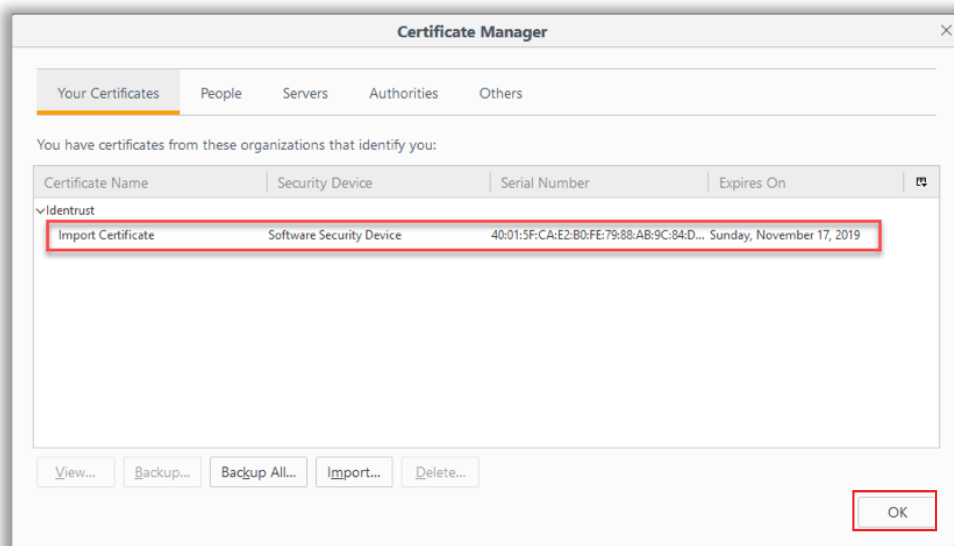 Certificate Manager
Your Certificates People Servers Authorities Others
You have certificates from these organizations that identify you:
Certificate Name Security Device Serial Number Expires On
Identrust
Import Certificate Software Security Device 40:01:5F:CA:E2:B0:FE:79:88:AB:9C:84:D... Sunday, November 17, 2019
View... Backup... Backup All... Import... Delete...
OK